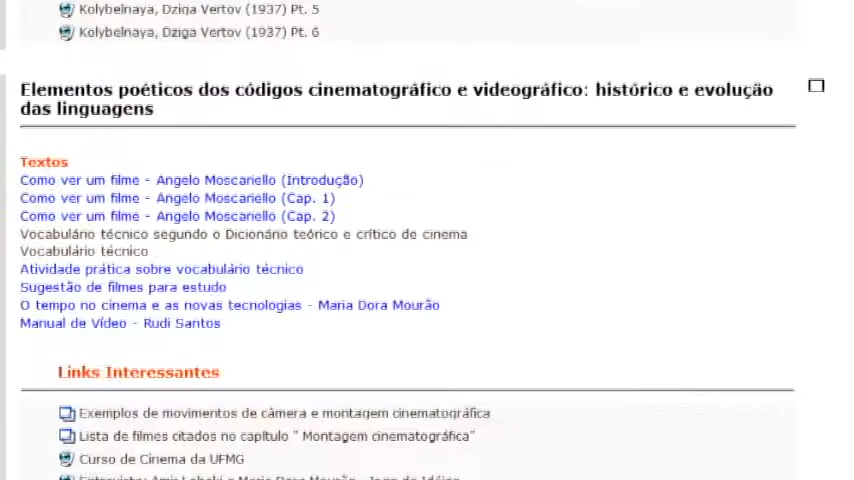 Kolybelnaya, Dziga Vertov (1937) Pt. 5
Kolybelnaya, Dziga Vertov (1937) Pt. 6
Elementos poéticos dos códigos cinematográfico e videográfico: histórico e evolução
das linguagens
Textos
Como ver um filme - Angelo Moscariello (Introdução)
Como ver um filme - Angelo Moscariello (Cap. 1)
Como ver um filme - Angelo Moscariello (Cap. 2)
Vocabulário técnico segundo o Dicionário teórico e crítico de cinema
Vocabulário técnico
Atividade prática sobre vocabulário técnico
Sugestão de filmes para estudo
O tempo no cinema e as novas tecnologias - Maria Dora Mourão
Manual de Vídeo - Rudi Santos
Links Interessantes
Exemplos de movimentos de câmera e montagem cinematográfica
Lista de filmes citados no capítulo " Montagem cinematográfica"
Curso de Cinema da UFMG